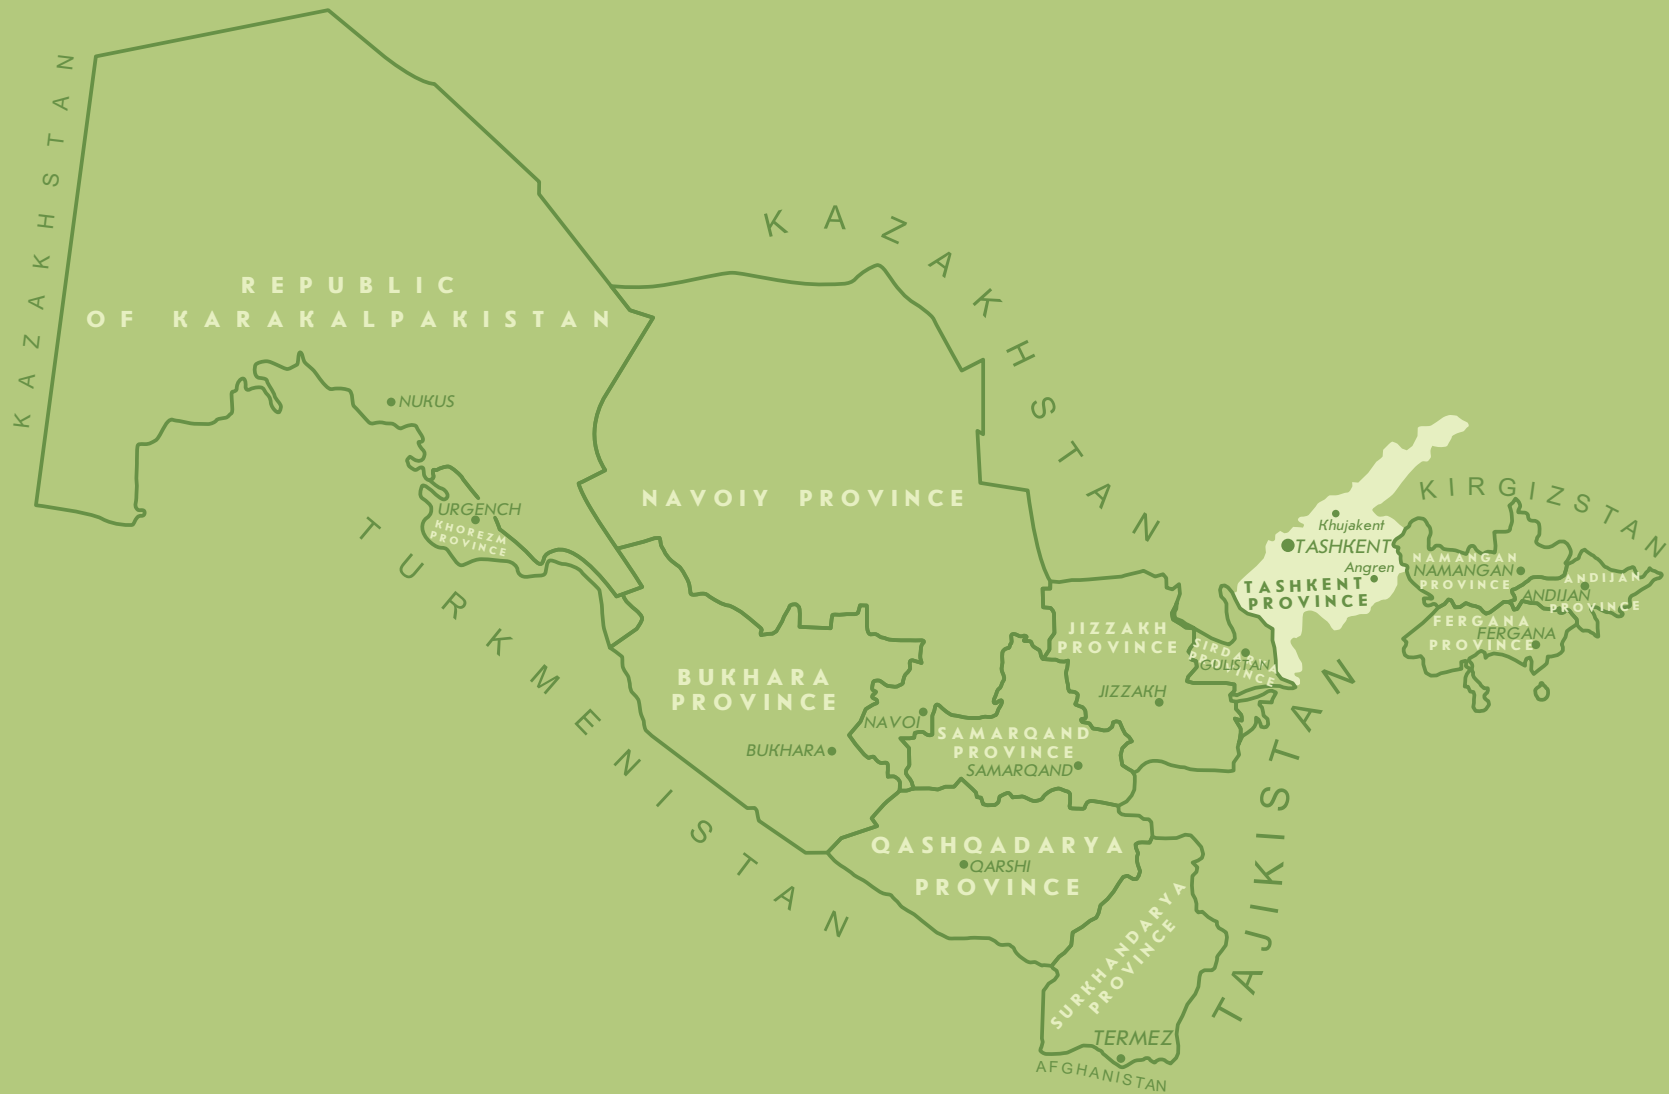 KAZAKHSTAN
KAZAKHSTAN
REPUBLIC
OF KARAKALPAKISTAN
NUKUS
URGENCH
KHOREZM
PROVINCE
TURKMENISTAN
NAVOIY PROVINCE
BUKHARA
PROVINCE
BUKHARA
NAVOI
SAMARQAND
PROVINCE
SAMARQAND
JIZZAKH
PROVINCE
JIZZAKH
GULISTAN
PROVINCE
Khujakent
TASHKENT
Angren
TASHKENT
PROVINCE
KIRGIZSTAN
NAMANGAN
NAMANGAN
PROVINCE
ANDIJAN
ANDIJAN
PROVINCE
FERGANA
FERGANA
PROVINCE
QASHQADARYA
QARSHI
PROVINCE
SURKHANDARYA
PROVINCE
TERMEZ
TAJIKISTAN
AFGHANISTAN